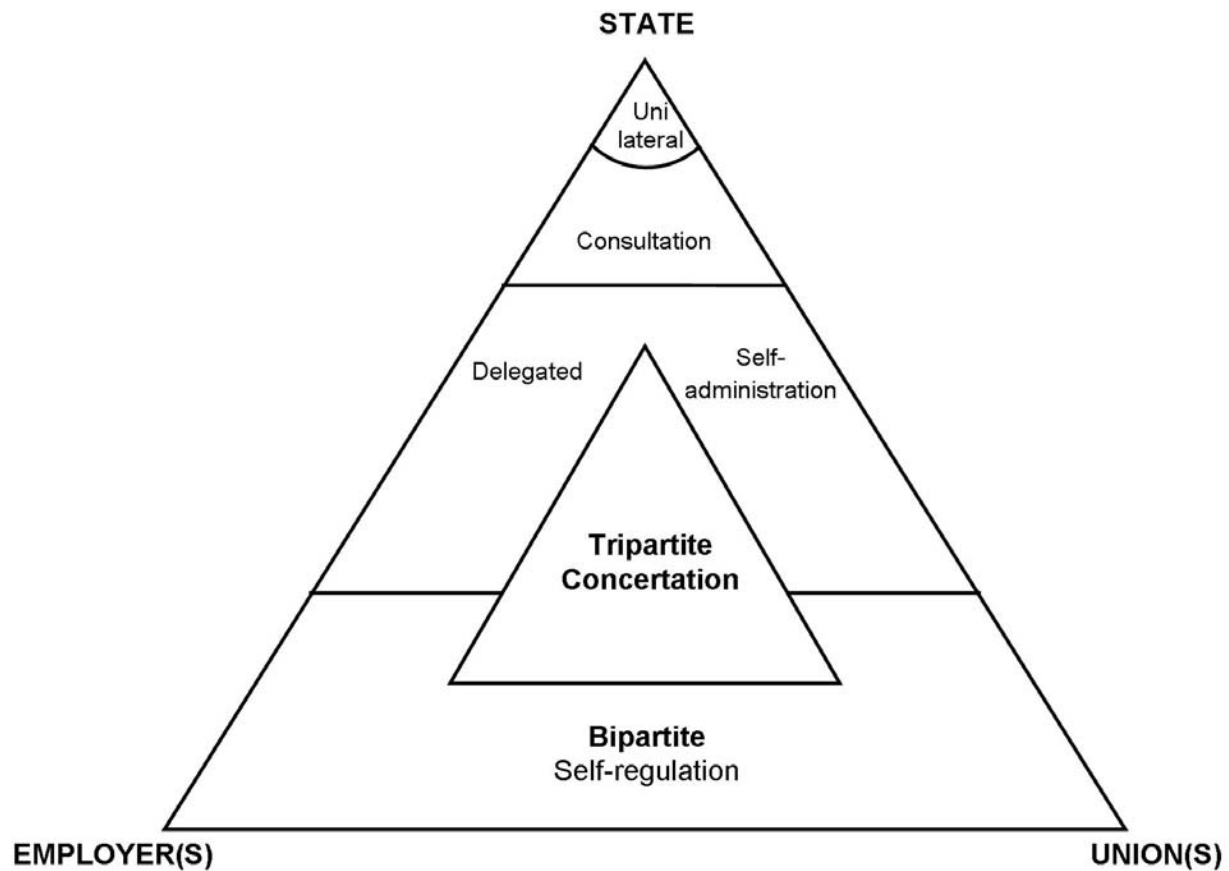 STATE
Uni
lateral
Consultation
Delegated
Self-
administration
Tripartite
Concertation
Bipartite
Self-regulation
EMPLOYER(S)
UNION(S)